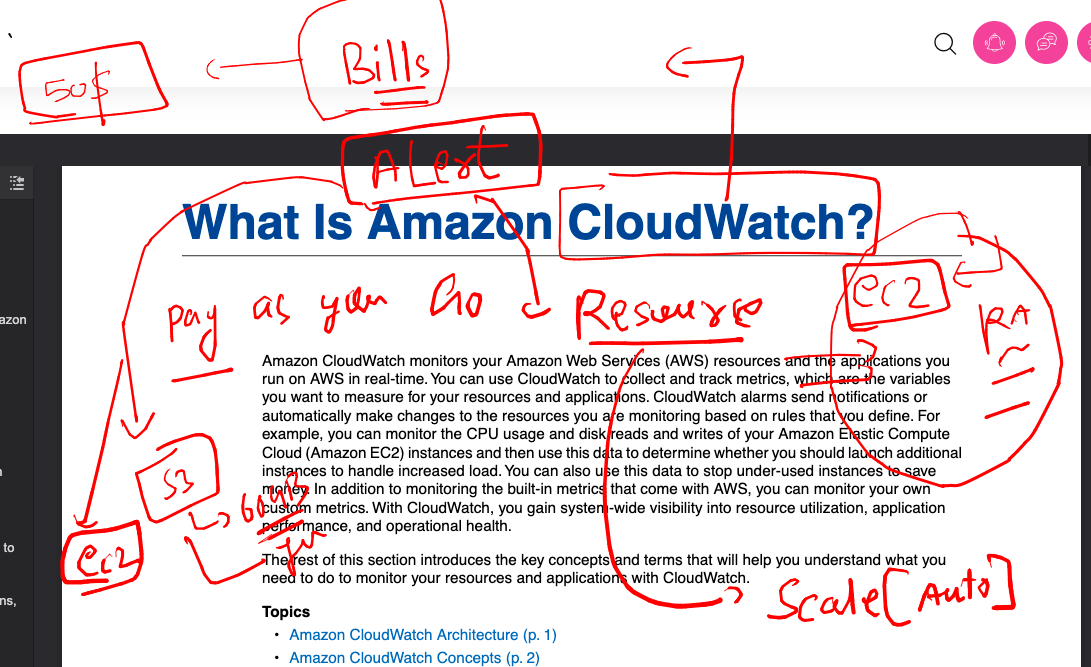 Bills
50$
ALert
What Is Amazon CloudWatch?
Pay as you Go Resource
ec2
RA
azon
Amazon CloudWatch monitors your Amazon Web Services (AWS) resources and the applications you
run on AWS in real-time. You can use CloudWatch to collect and track metrics, which are the variables
you want to measure for your resources and applications. CloudWatch alarms send notifications or
automatically make changes to the resources you are monitoring based on rules that you define. For
example, you can monitor the CPU usage and disk reads and writes of your Amazon Elastic Compute
Cloud (Amazon EC2) instances and then use this data to determine whether you should launch additional
instances to handle increased load. You can also use this data to stop under-used instances to save
money. In addition to monitoring the built-in metrics that come with AWS, you can monitor your own
custom metrics. With CloudWatch, you gain system-wide visibility into resource utilization, application
performance, and operational health.
S3
60GB
ec2
to
The rest of this section introduces the key concepts and terms that will help you understand what you
need to do to monitor your resources and applications with CloudWatch.
Scale[Auto]
ns,
Topics
• Amazon CloudWatch Architecture (p. 1)
• Amazon CloudWatch Concepts (p. 2)